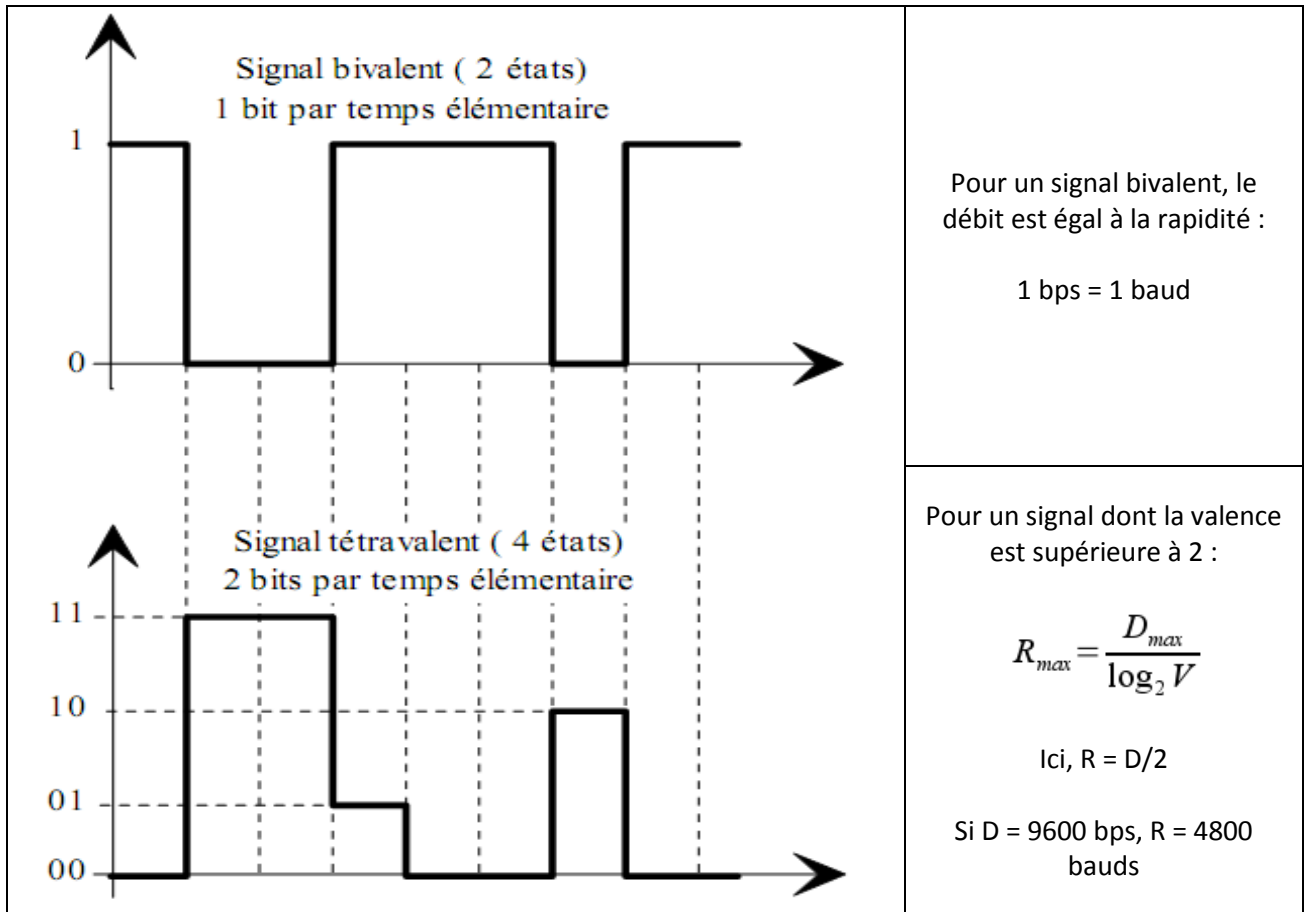 Signal bivalent ( 2 états)
1 bit par temps élémentaire
1
0
Pour un signal bivalent, le
débit est égal à la rapidité :
1 bps = 1 baud
Signal tétravalent ( 4 états)
2 bits par temps élémentaire
11
10
01
00
Pour un signal dont la valence
est supérieure à 2 :
R_max = D_max / log₂ V
Ici, R = D/2
Si D = 9600 bps, R = 4800
bauds